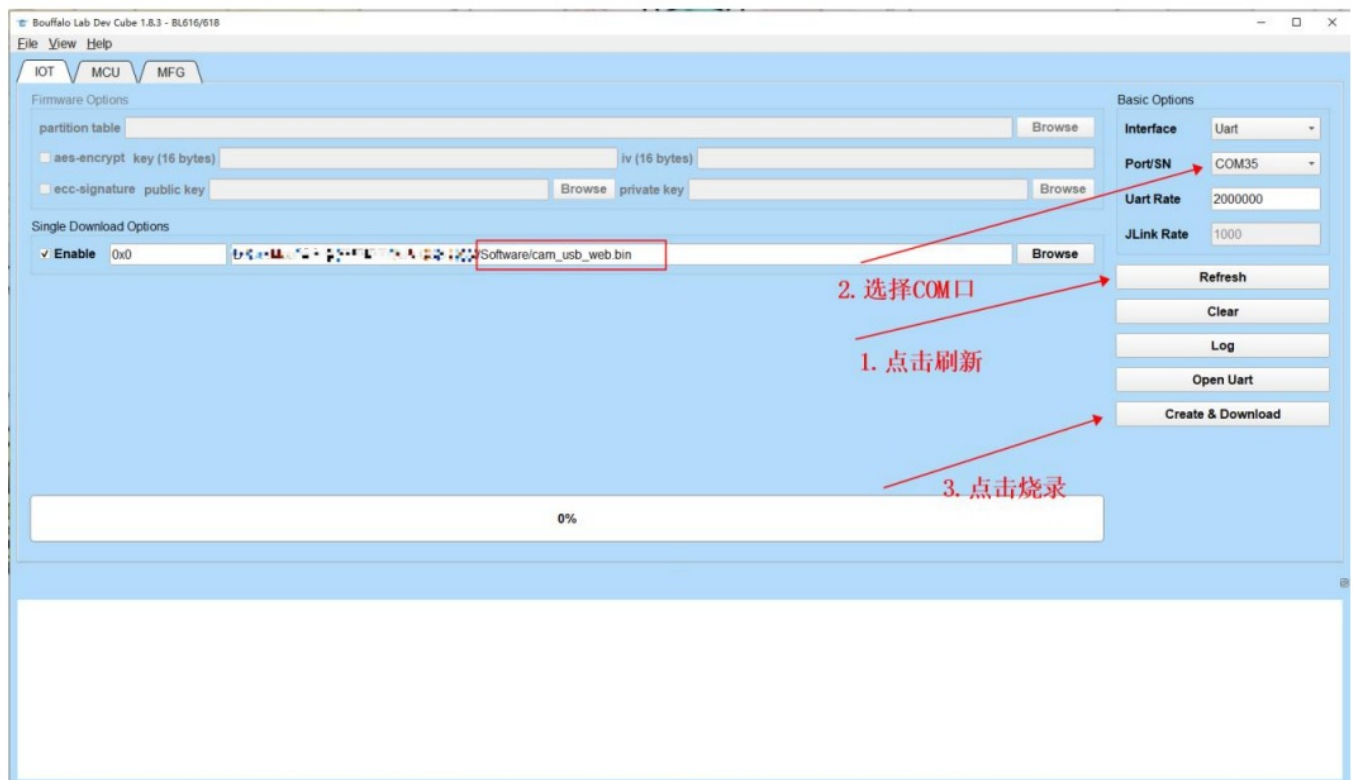 Bouffalo Lab Dev Cube 1.8.3 - BL616/618
File View Help
IOT MCU MFG
Firmware Options
partition table Browse
aes-encrypt key (16 bytes) iv (16 bytes)
ecc-signature public key Browse private key Browse
Single Download Options
Enable 0x0 /Software/cam_usb_web.bin Browse
Basic Options
Interface Uart
Port/SN COM35
Uart Rate 2000000
JLink Rate 1000
Refresh
Clear
Log
Open Uart
Create & Download
2. 选择COM口
1. 点击刷新
3. 点击烧录
0%